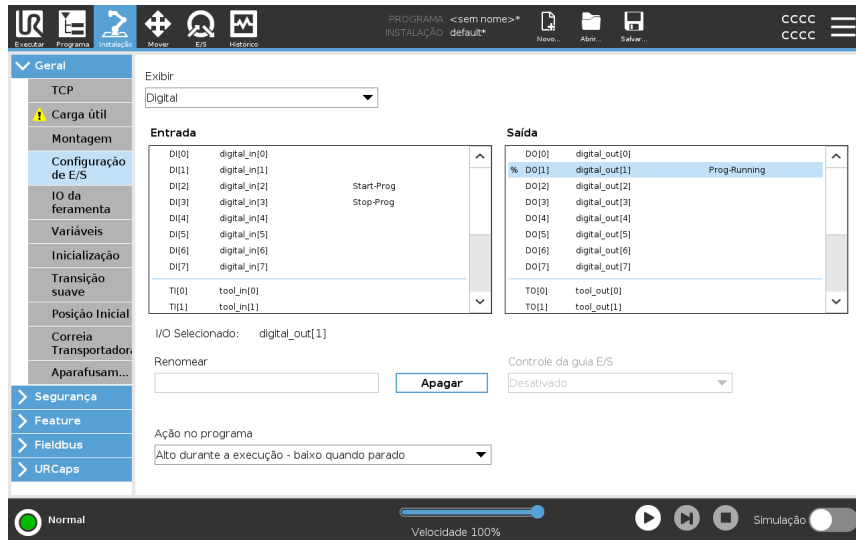 UR
Executar
Programa
Instalação
Mover
E/S
Histórico
PROGRAMA <sem nome>*
INSTALAÇÃO default*
Novo...
Abrir...
Salvar...
CCCC
CCCC
Geral
TCP
Carga útil
Montagem
Configuração
de E/S
IO da
feramenta
Variáveis
Inicialização
Transição
suave
Posição Inicial
Correia
Transportadora
Aparafusam...
Segurança
Feature
Fieldbus
URCaps
Exibir
Digital
Entrada
DI[0] digital_in[0]
DI[1] digital_in[1]
DI[2] digital_in[2] Start-Prog
DI[3] digital_in[3] Stop-Prog
DI[4] digital_in[4]
DI[5] digital_in[5]
DI[6] digital_in[6]
DI[7] digital_in[7]
TI[0] tool_in[0]
TI[1] tool_in[1]
Saída
DO[0] digital_out[0]
% DO[1] digital_out[1] Prog-Running
DO[2] digital_out[2]
DO[3] digital_out[3]
DO[4] digital_out[4]
DO[5] digital_out[5]
DO[6] digital_out[6]
DO[7] digital_out[7]
TO[0] tool_out[0]
TO[1] tool_out[1]
I/O Selecionado: digital_out[1]
Renomear
Apagar
Controle da guia E/S
Desativado
Ação no programa
Alto durante a execução - baixo quando parado
Normal
Velocidade 100%
Simulação